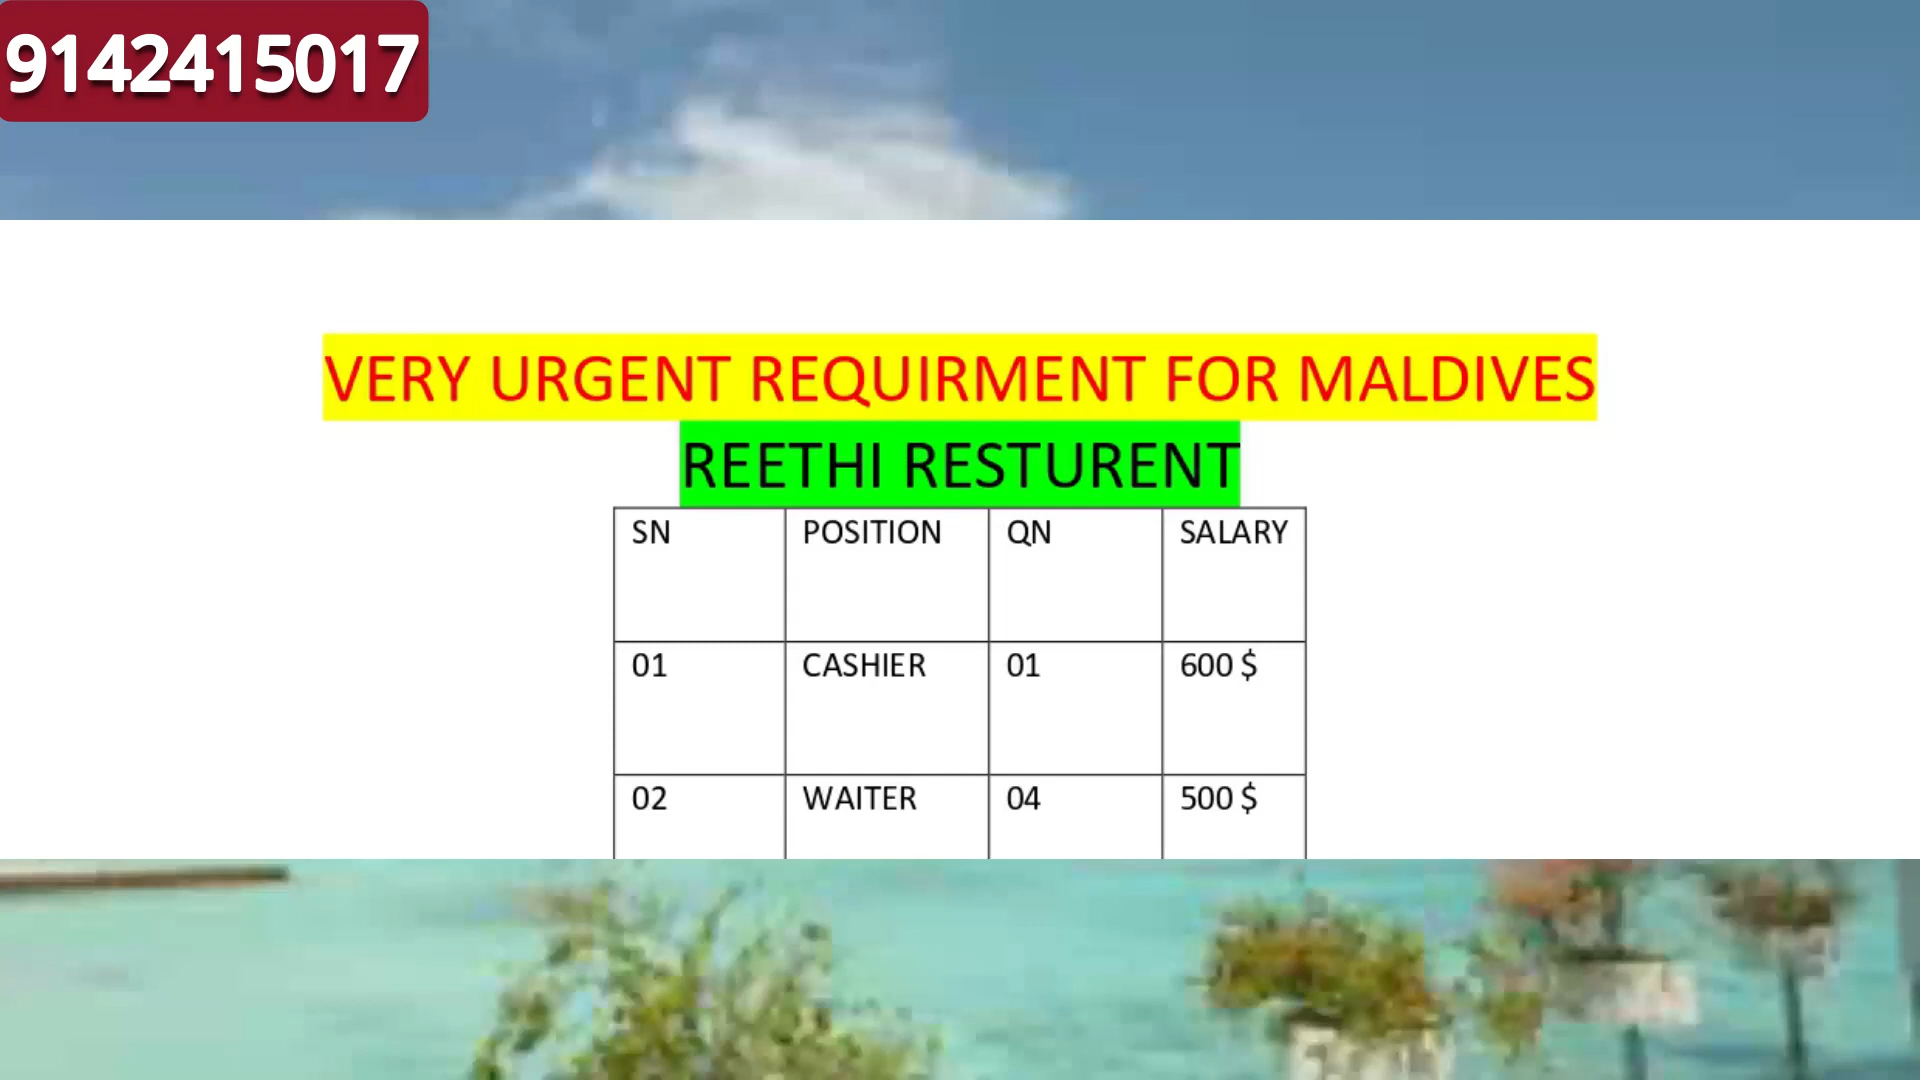 9142415017
VERY URGENT REQUIRMENT FOR MALDIVES
REETHI RESTURENT
SN POSITION QN SALARY
01 CASHIER 01 600 $
02 WAITER 04 500 $